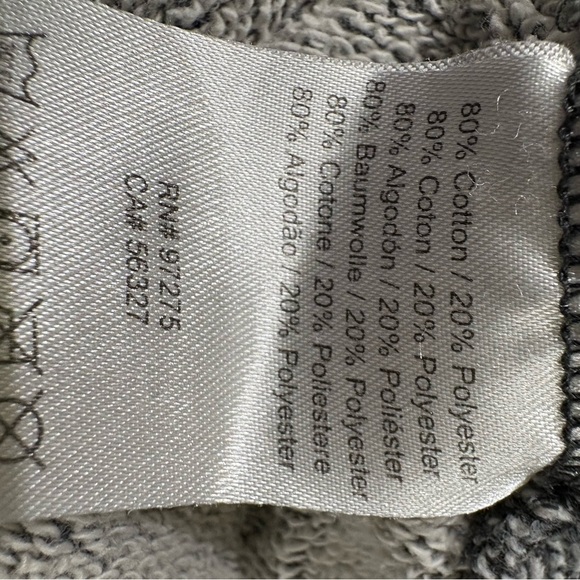 80% Cotton / 20% Polyester
80% Coton / 20% Polyester
80% Algodón / 20% Poliéster
80% Baumwolle / 20% Polyester
80% Cotone / 20% Poliestere
80% Algodão / 20% Polyester
RN# 97275
CA# 56327